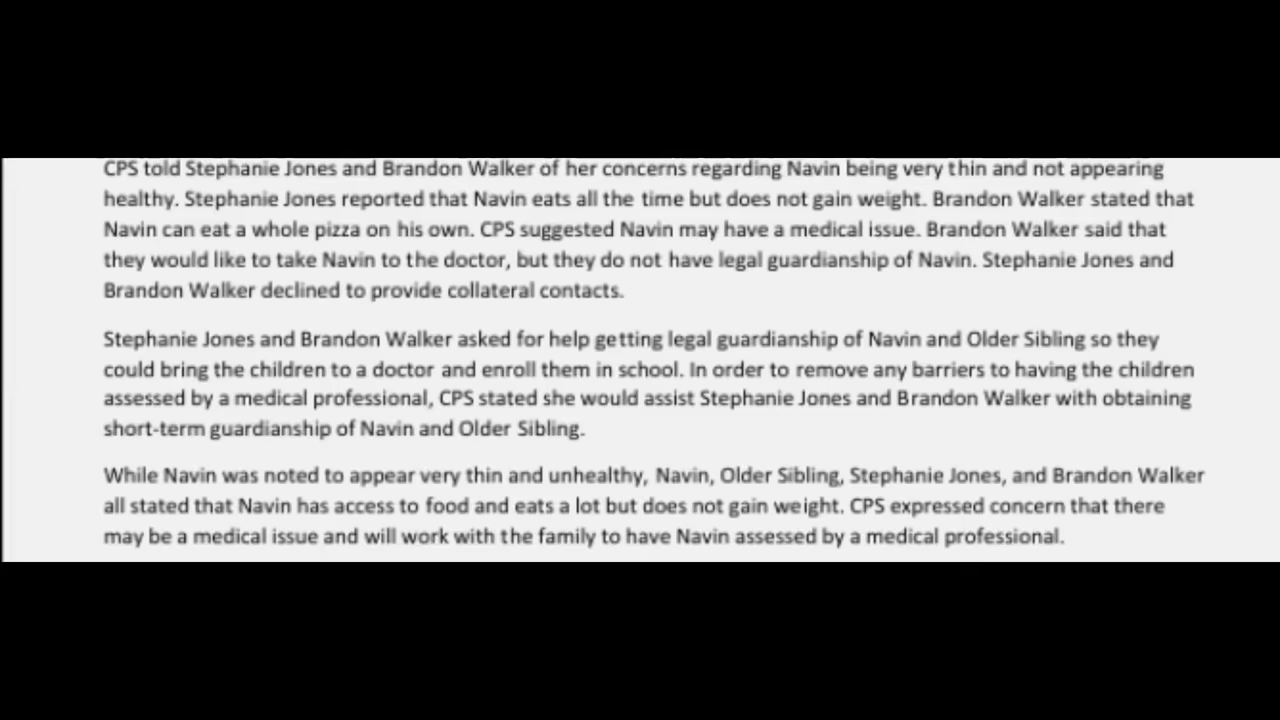 CPS told Stephanie Jones and Brandon Walker of her concerns regarding Navin being very thin and not appearing
healthy. Stephanie Jones reported that Navin eats all the time but does not gain weight. Brandon Walker stated that
Navin can eat a whole pizza on his own. CPS suggested Navin may have a medical issue. Brandon Walker said that
they would like to take Navin to the doctor, but they do not have legal guardianship of Navin. Stephanie Jones and
Brandon Walker declined to provide collateral contacts.
Stephanie Jones and Brandon Walker asked for help getting legal guardianship of Navin and Older Sibling so they
could bring the children to a doctor and enroll them in school. In order to remove any barriers to having the children
assessed by a medical professional, CPS stated she would assist Stephanie Jones and Brandon Walker with obtaining
short-term guardianship of Navin and Older Sibling.
While Navin was noted to appear very thin and unhealthy, Navin, Older Sibling, Stephanie Jones, and Brandon Walker
all stated that Navin has access to food and eats a lot but does not gain weight. CPS expressed concern that there
may be a medical issue and will work with the family to have Navin assessed by a medical professional.